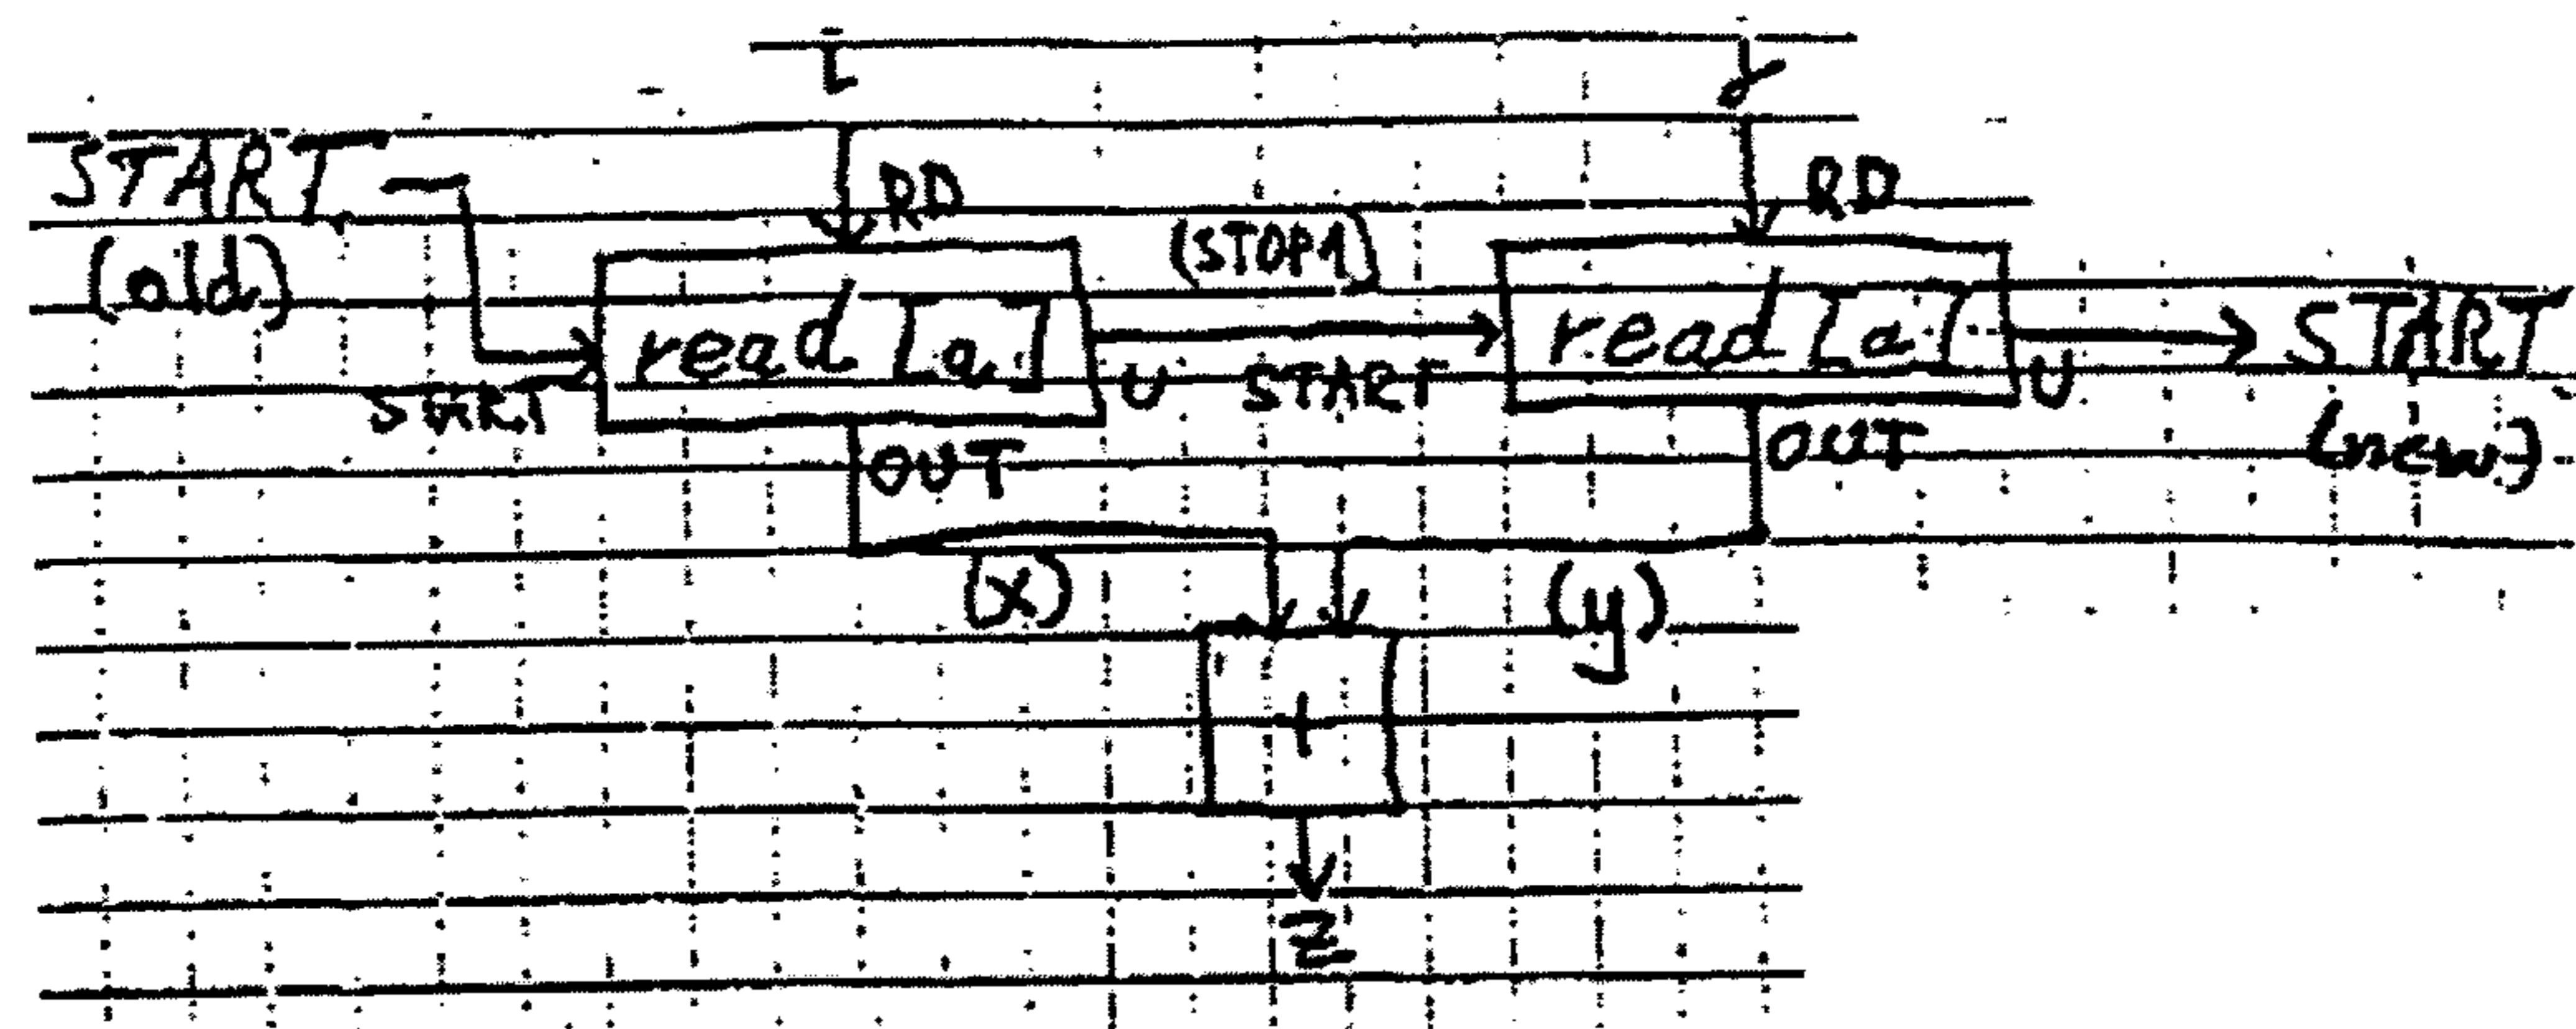 i j
START RD RD
(old) (STOP1)
read [a] read [a] START
START U START U (new)
OUT OUT
(x) (y)
+
z